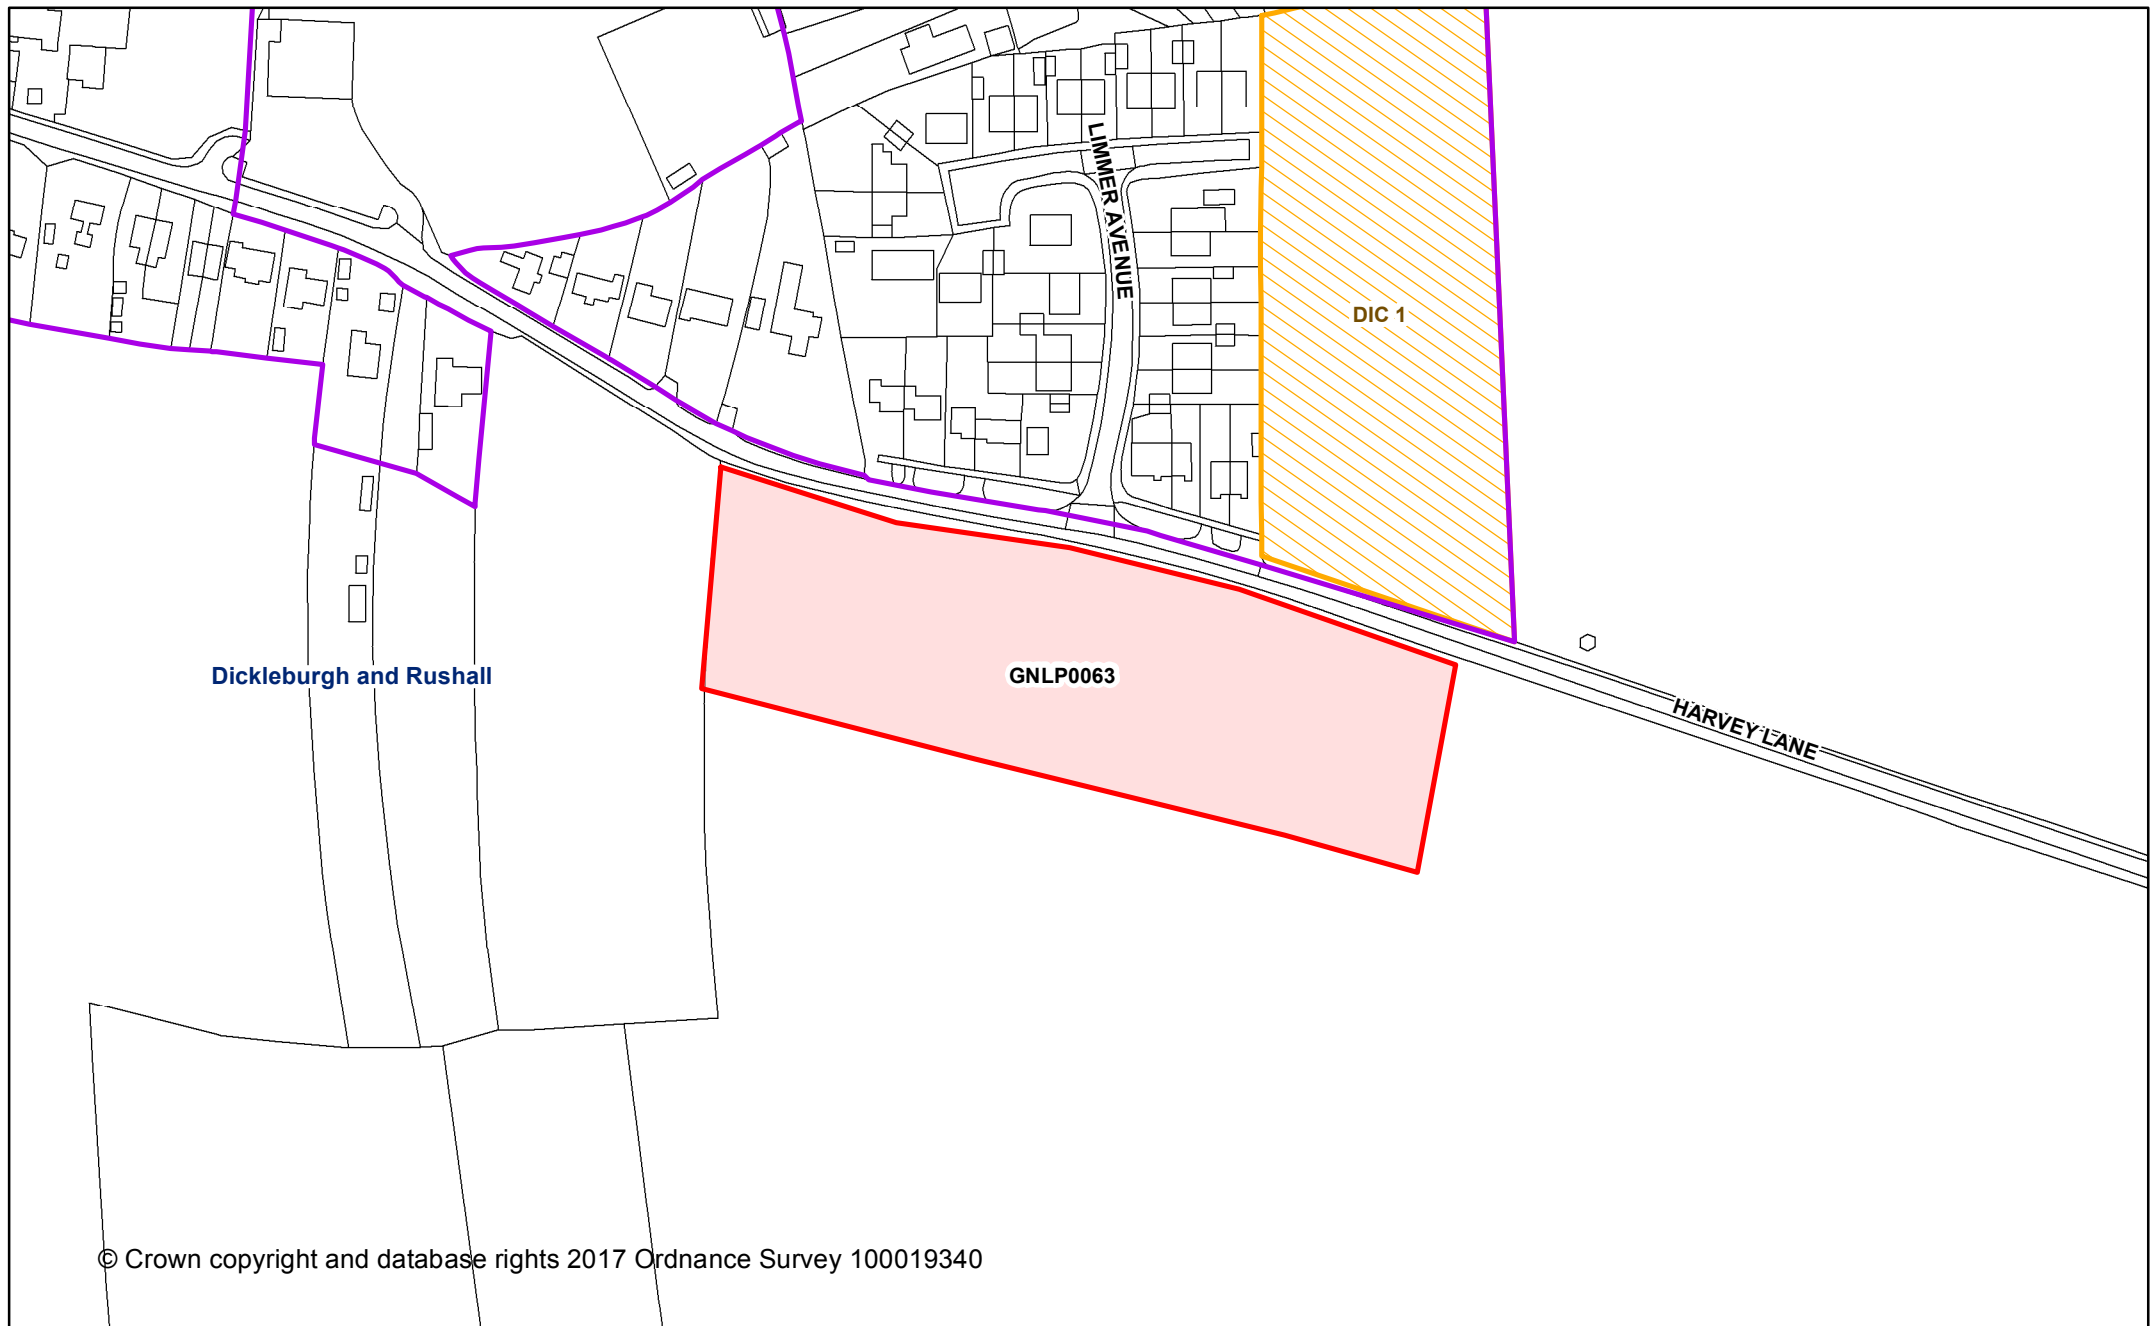 LIMMER AVENUE
DIC 1
Dickleburgh and Rushall
GNLP0063
HARVEY LANE
© Crown copyright and database rights 2017 Ordnance Survey 100019340